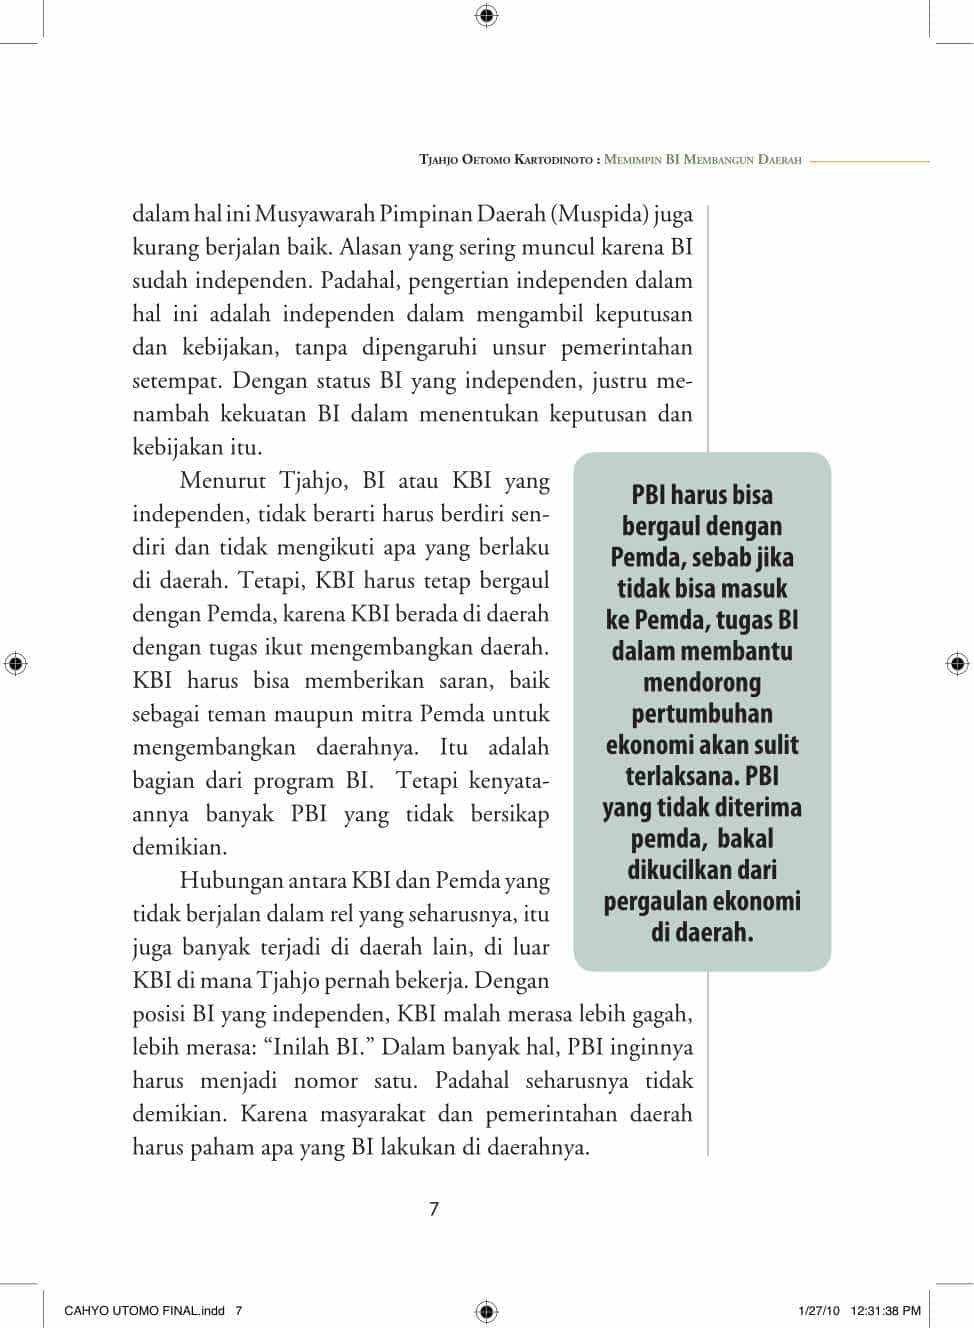 Tjahjo Oetomo Kartodinoto : Memimpin BI Membangun Daerah
dalam hal ini Musyawarah Pimpinan Daerah (Muspida) juga
kurang berjalan baik. Alasan yang sering muncul karena BI
sudah independen. Padahal, pengertian independen dalam
hal ini adalah independen dalam mengambil keputusan
dan kebijakan, tanpa dipengaruhi unsur pemerintahan
setempat. Dengan status BI yang independen, justru me-
nambah kekuatan BI dalam menentukan keputusan dan
kebijakan itu.
Menurut Tjahjo, BI atau KBI yang
independen, tidak berarti harus berdiri sen-
diri dan tidak mengikuti apa yang berlaku
di daerah. Tetapi, KBI harus tetap bergaul
dengan Pemda, karena KBI berada di daerah
dengan tugas ikut mengembangkan daerah.
KBI harus bisa memberikan saran, baik
sebagai teman maupun mitra Pemda untuk
mengembangkan daerahnya. Itu adalah
bagian dari program BI. Tetapi kenyata-
annya banyak PBI yang tidak bersikap
demikian.
Hubungan antara KBI dan Pemda yang
tidak berjalan dalam rel yang seharusnya, itu
juga banyak terjadi di daerah lain, di luar
KBI di mana Tjahjo pernah bekerja. Dengan
posisi BI yang independen, KBI malah merasa lebih gagah,
lebih merasa: “Inilah BI.” Dalam banyak hal, PBI inginnya
harus menjadi nomor satu. Padahal seharusnya tidak
demikian. Karena masyarakat dan pemerintahan daerah
harus paham apa yang BI lakukan di daerahnya.
PBI harus bisa
bergaul dengan
Pemda, sebab jika
tidak bisa masuk
ke Pemda, tugas BI
dalam membantu
mendorong
pertumbuhan
ekonomi akan sulit
terlaksana. PBI
yang tidak diterima
pemda, bakal
dikucilkan dari
pergaulan ekonomi
di daerah.
7
CAHYO UTOMO FINAL.indd 7
1/27/10 12:31:38 PM